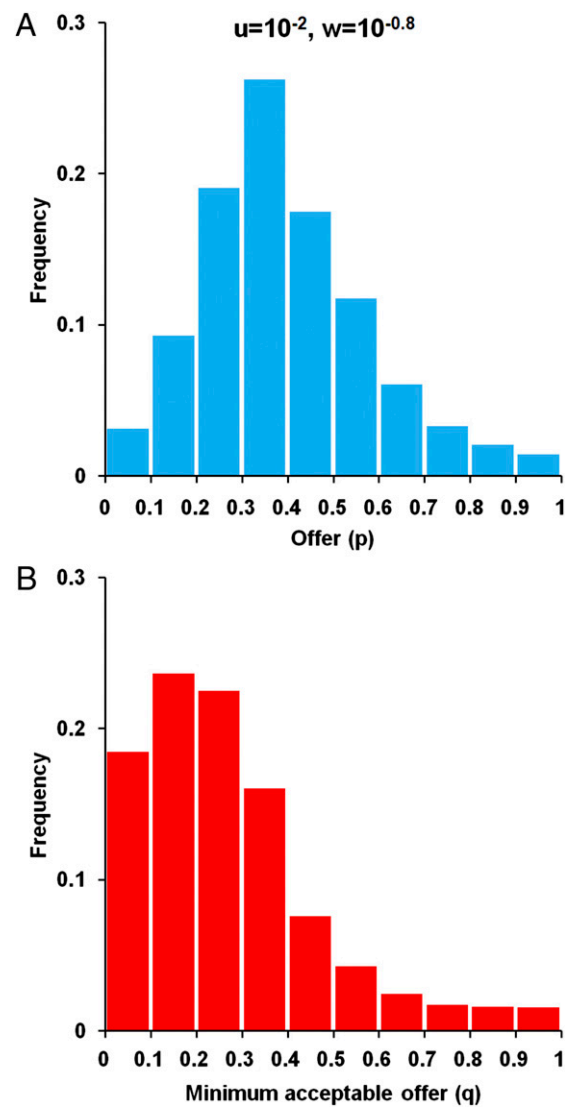 A
u=10⁻², w=10⁻⁰·⁸
0.3
0.2
0.1
0
Frequency
0 0.1 0.2 0.3 0.4 0.5 0.6 0.7 0.8 0.9 1
Offer (p)
B
0.3
0.2
0.1
0
Frequency
0 0.1 0.2 0.3 0.4 0.5 0.6 0.7 0.8 0.9 1
Minimum acceptable offer (q)